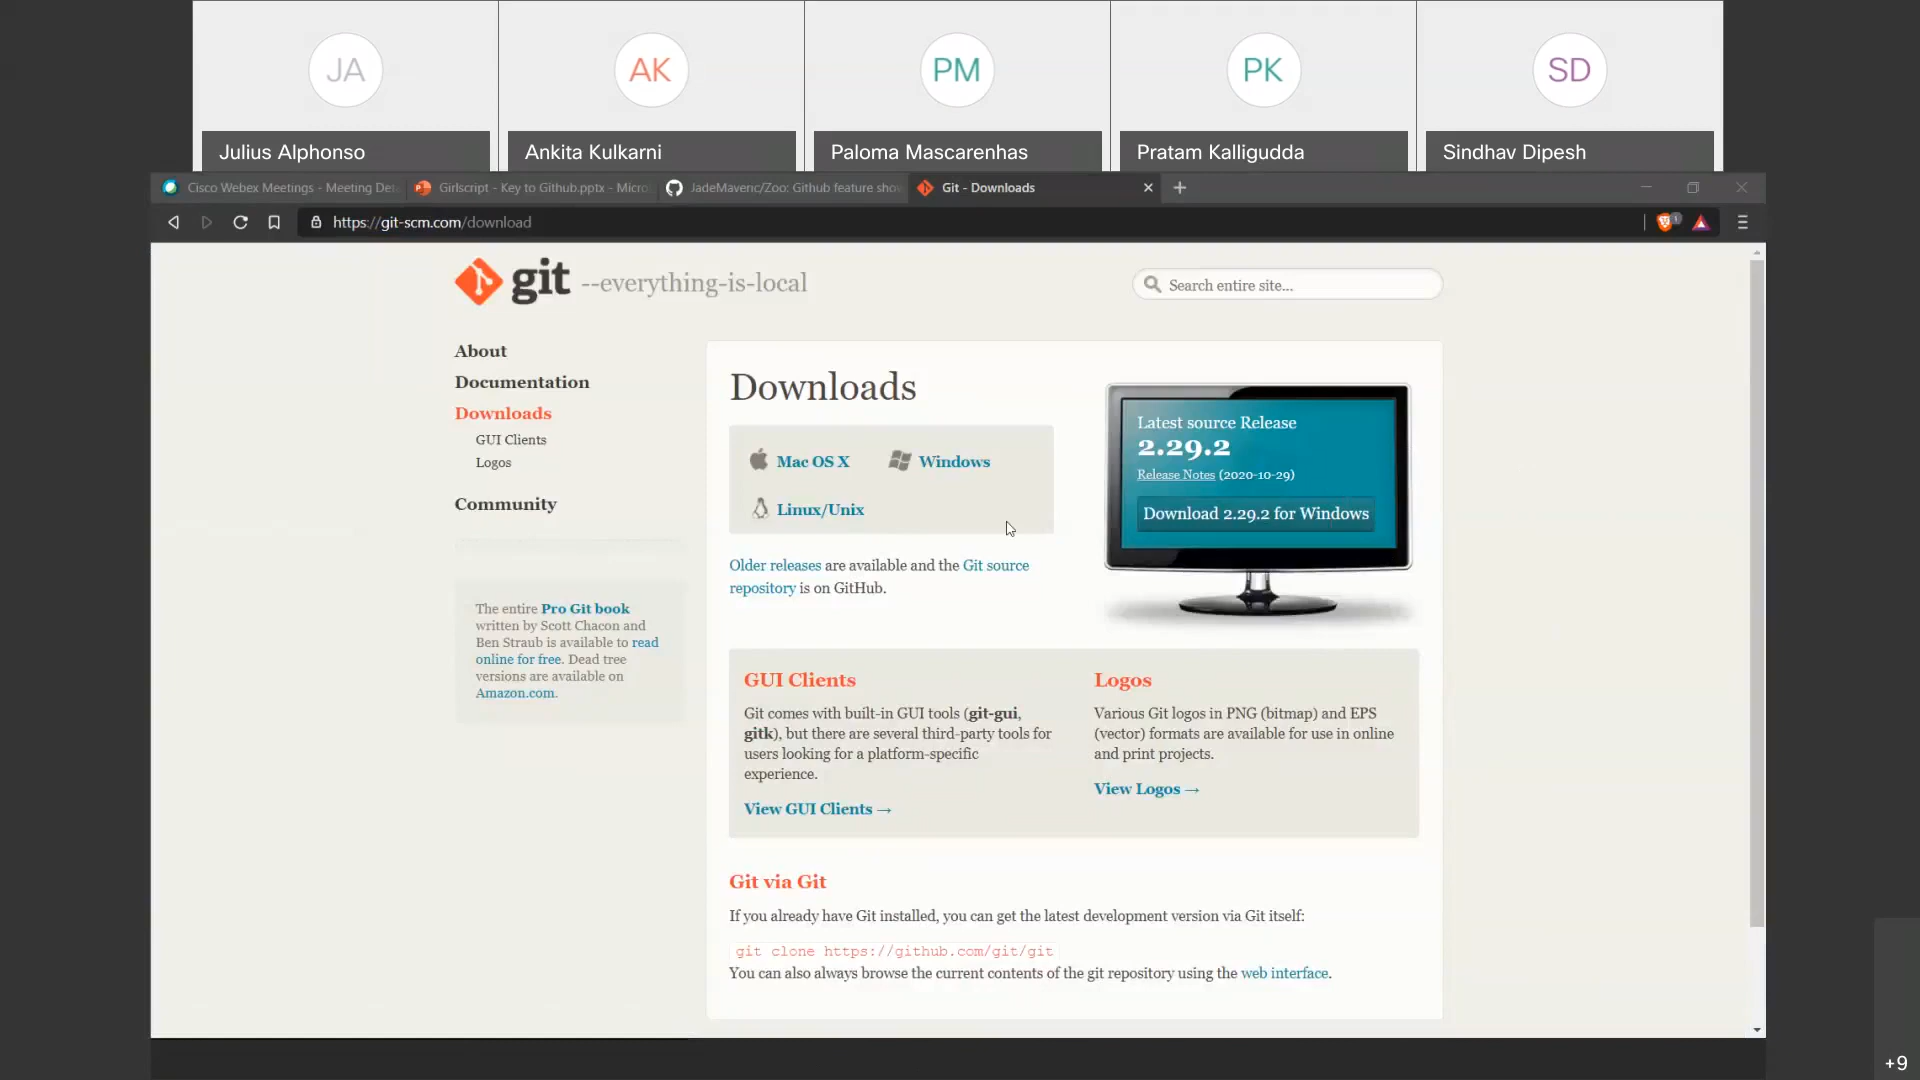 JA
AK
PM
PK
SD
Julius Alphonso
Ankita Kulkarni
Paloma Mascarenhas
Pratam Kalligudda
Sindhav Dipesh
Cisco Webex Meetings - Meeting Det
Girlscript - Key to Github.pptx - Micro
JadeMaveric/Zoo: Github feature show
Git - Downloads
https://git-scm.com/download
1
git --everything-is-local
Search entire site...
About
Documentation
Downloads
GUI Clients
Logos
Community
The entire Pro Git book
written by Scott Chacon and
Ben Straub is available to read
online for free. Dead tree
versions are available on
Amazon.com.
Downloads
Mac OS X
Windows
Linux/Unix
Older releases are available and the Git source
repository is on GitHub.
Latest source Release
2.29.2
Release Notes (2020-10-29)
Download 2.29.2 for Windows
GUI Clients
Git comes with built-in GUI tools (git-gui,
gitk), but there are several third-party tools for
users looking for a platform-specific
experience.
View GUI Clients →
Logos
Various Git logos in PNG (bitmap) and EPS
(vector) formats are available for use in online
and print projects.
View Logos →
Git via Git
If you already have Git installed, you can get the latest development version via Git itself:
git clone https://github.com/git/git
You can also always browse the current contents of the git repository using the web interface.
+9